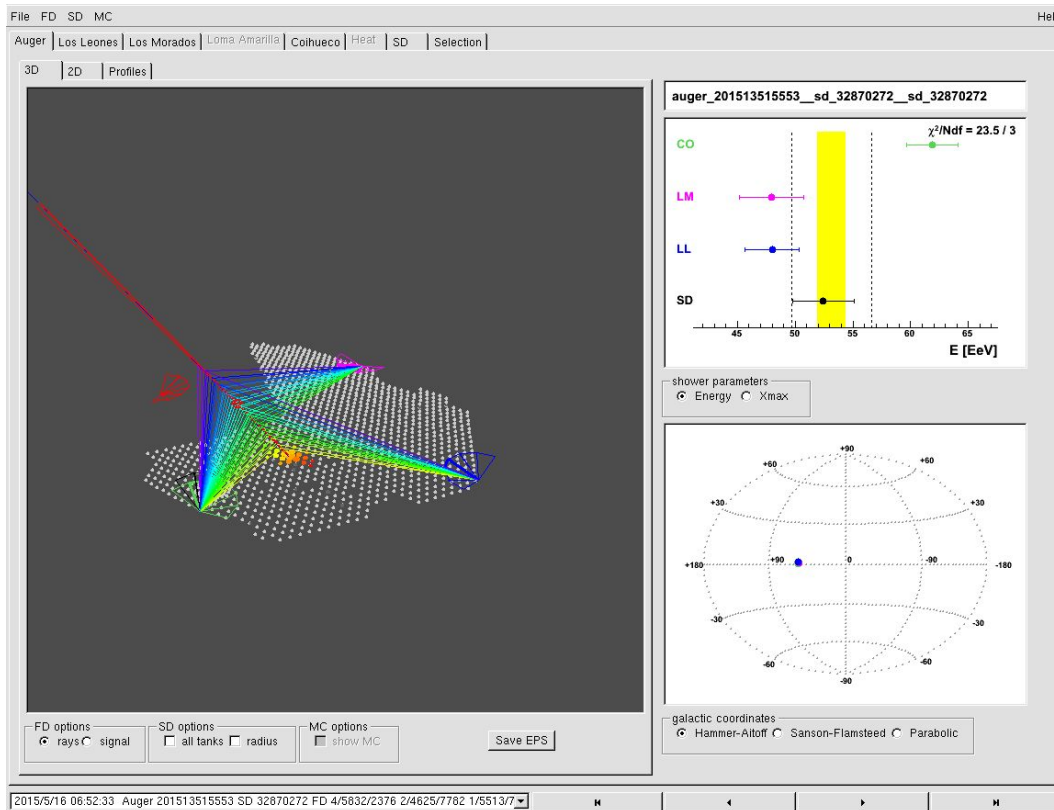 File FD SD MC Hel
Auger Los Leones Los Morados Loma Amarilla Coihueco Heat SD Selection
3D 2D Profiles
auger_201513515553__sd_32870272__sd_32870272
χ²/Ndf = 23.5 / 3
CO
LM
LL
SD
45 50 55 60 65
E [EeV]
shower parameters
Energy Xmax
+90
+60 +60
+30 +30
+180 +90 0 -90 -180
-30 -30
-60 -60
-90
FD options
rays signal
SD options
all tanks radius
MC options
show MC
Save EPS
galactic coordinates
Hammer-Aitoff Sanson-Flamsteed Parabolic
2015/5/16 06:52:33 Auger 201513515553 SD 32870272 FD 4/5832/2376 2/4625/7782 1/5513/7